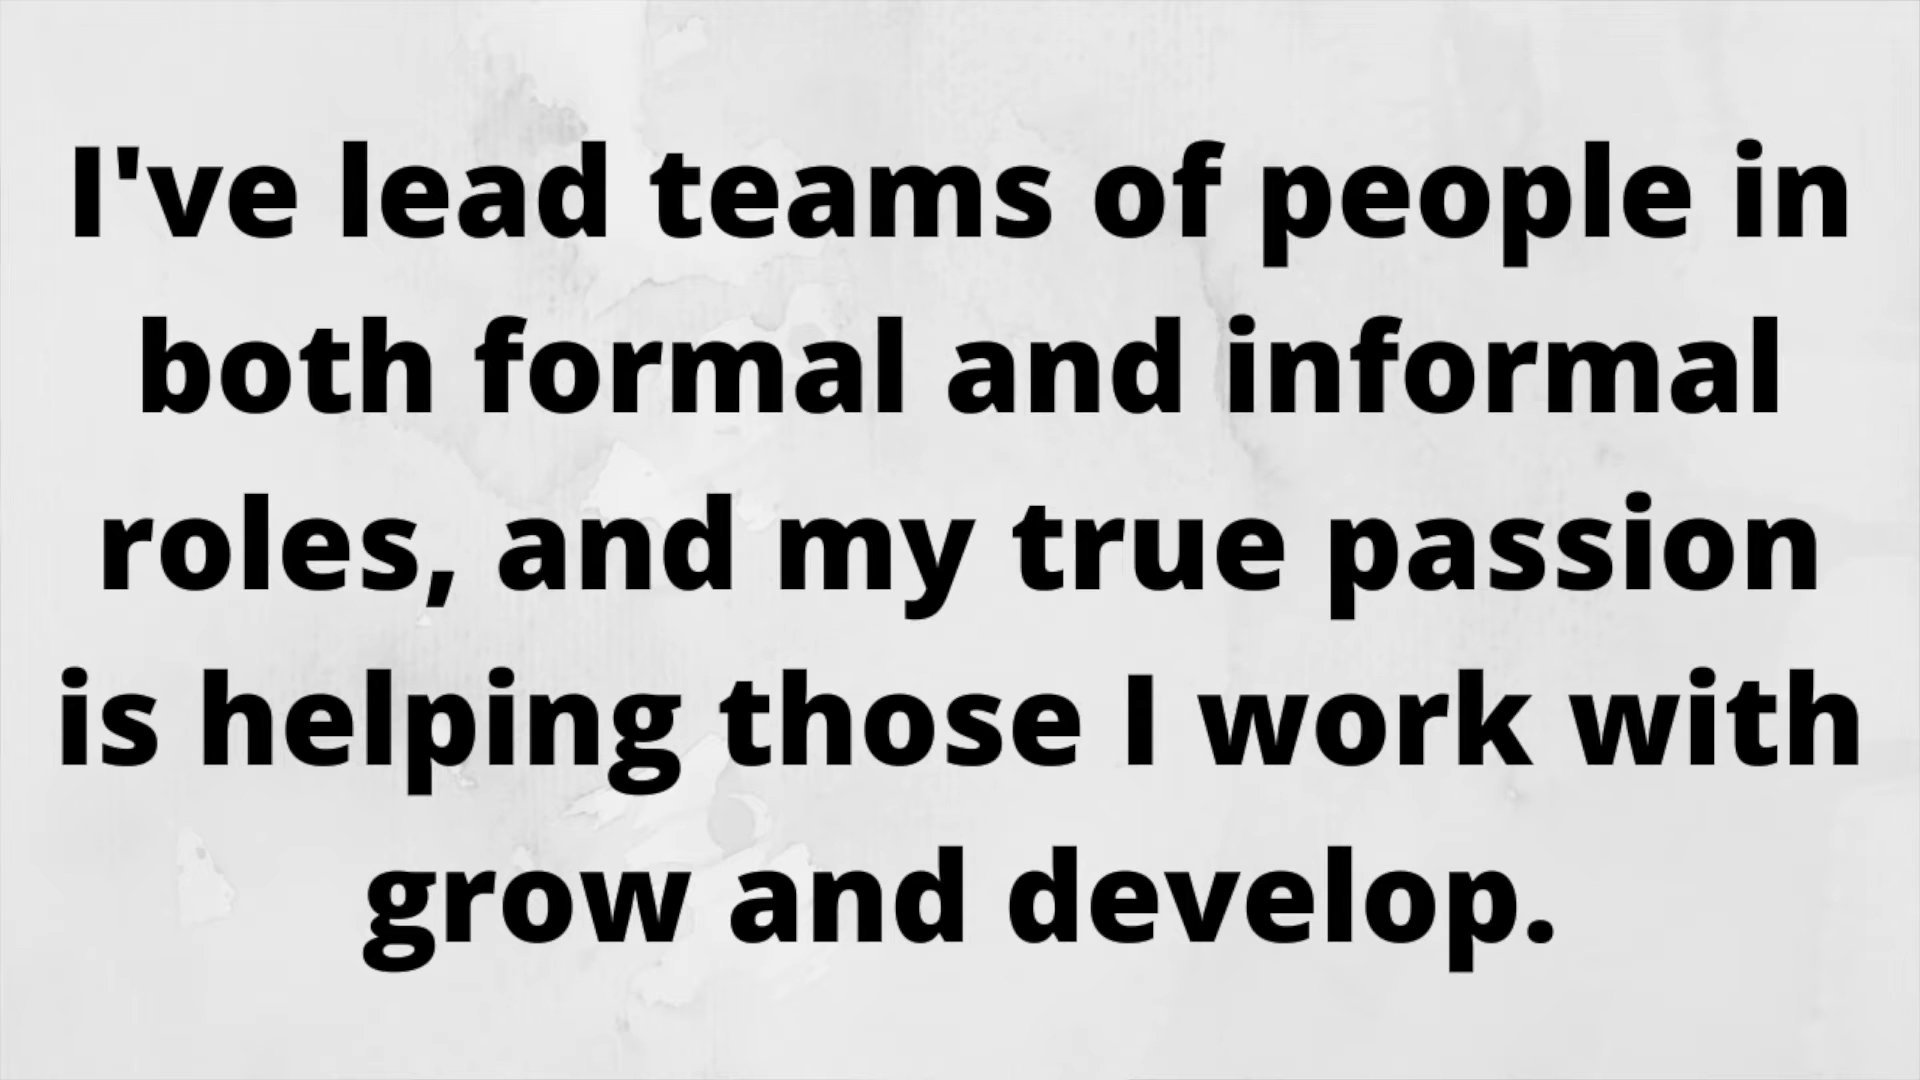 I've lead teams of people in
both formal and informal
roles, and my true passion
is helping those I work with
grow and develop.